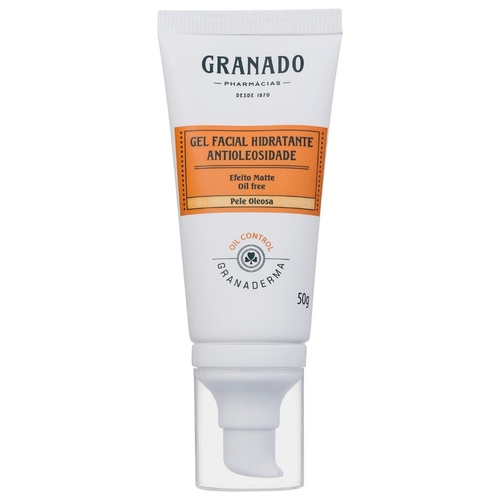 GRANADO
PHARMÁCIAS
DESDE 1870
GEL FACIAL HIDRATANTE
ANTIOLEOSIDADE
Efeito Matte
Oil free
Pele Oleosa
OIL CONTROL
GRANADERMA
50g